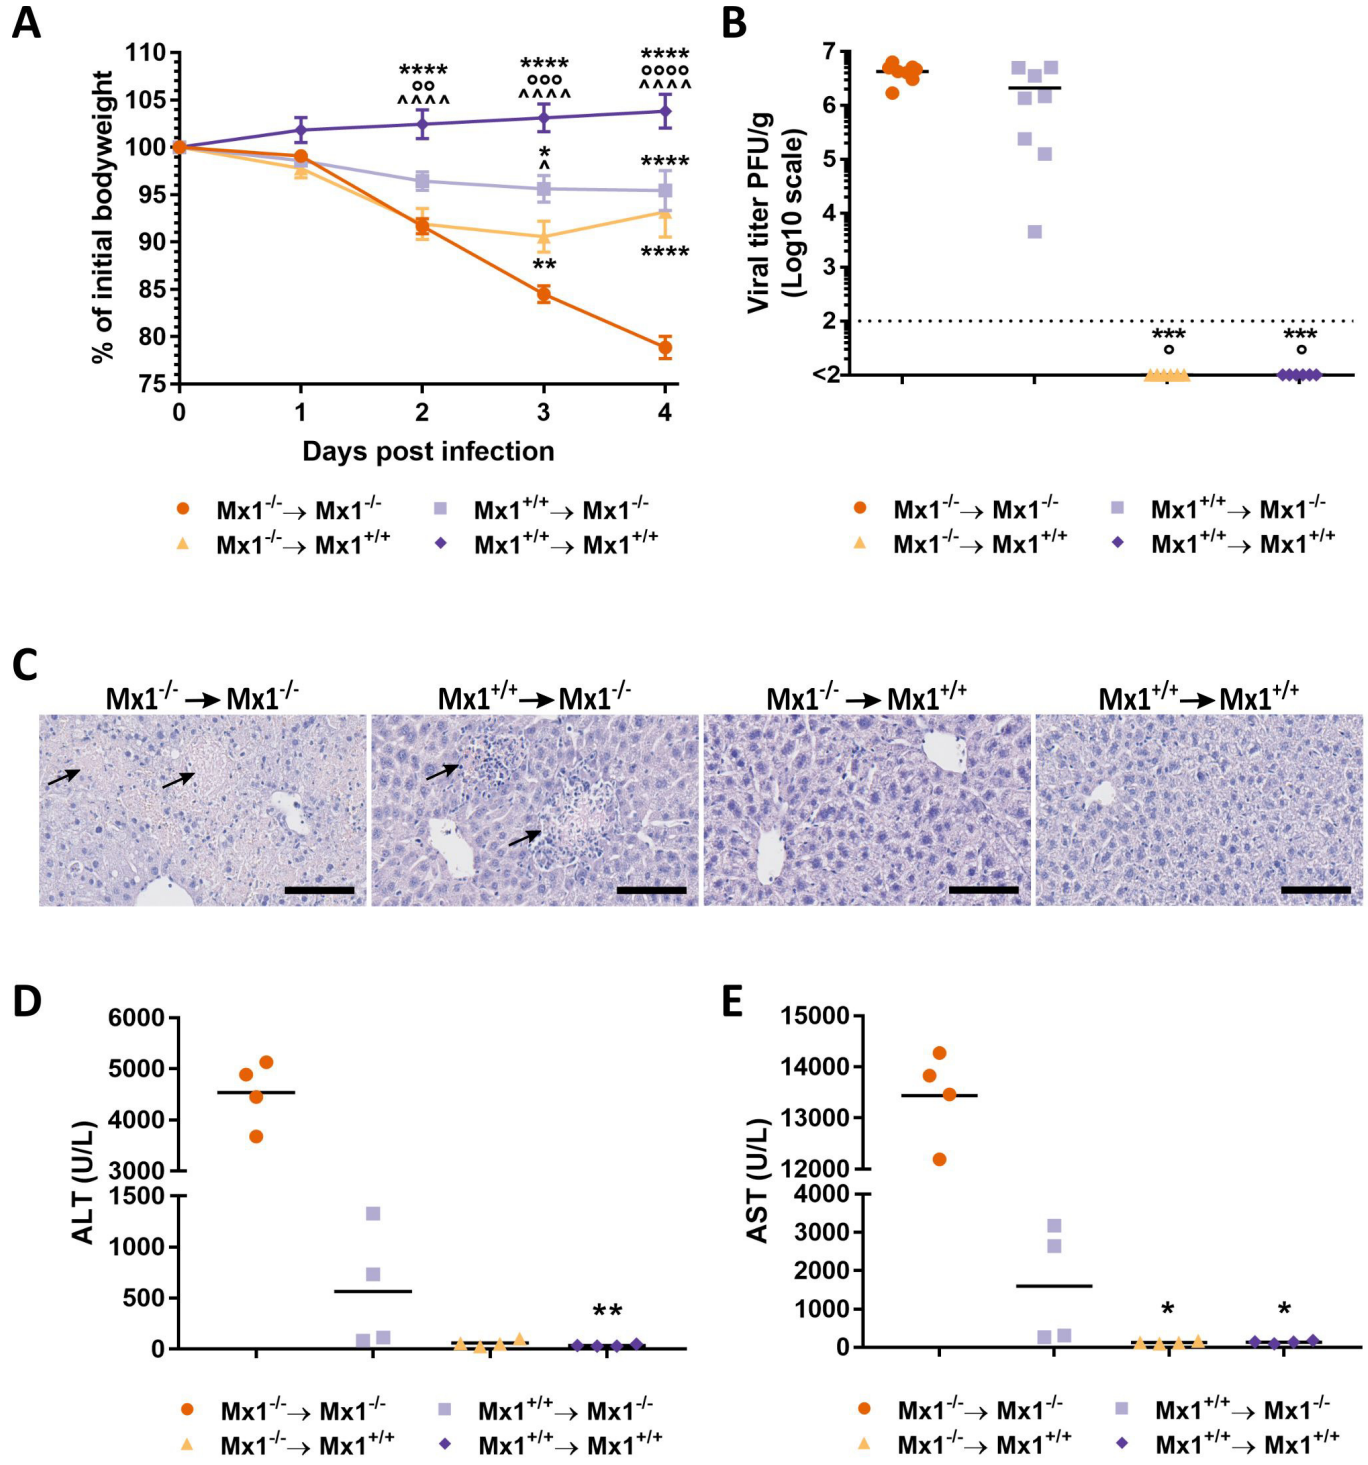 A
% of initial bodyweight
110
105
100
95
90
85
80
75
**** **** ****
oo ooo oooo
^^^^ ^^^^ ^^^^
* ****
^
** ****
0 1 2 3 4
Days post infection
Mx1-/-→ Mx1-/- Mx1+/+→ Mx1-/-
Mx1-/-→ Mx1+/+ Mx1+/+→ Mx1+/+
B
Viral titer PFU/g
(Log10 scale)
7
6
5
4
3
2
<2
*** ***
o o
Mx1-/-→ Mx1-/- Mx1+/+→ Mx1-/-
Mx1-/-→ Mx1+/+ Mx1+/+→ Mx1+/+
C
Mx1-/- → Mx1-/- Mx1+/+ → Mx1-/- Mx1-/- → Mx1+/+ Mx1+/+ → Mx1+/+
D
ALT (U/L)
6000
5000
4000
3000
1500
1000
500
0
**
Mx1-/-→ Mx1-/- Mx1+/+→ Mx1-/-
Mx1-/-→ Mx1+/+ Mx1+/+→ Mx1+/+
E
AST (U/L)
15000
14000
13000
12000
4000
3000
2000
1000
0
* *
Mx1-/-→ Mx1-/- Mx1+/+→ Mx1-/-
Mx1-/-→ Mx1+/+ Mx1+/+→ Mx1+/+